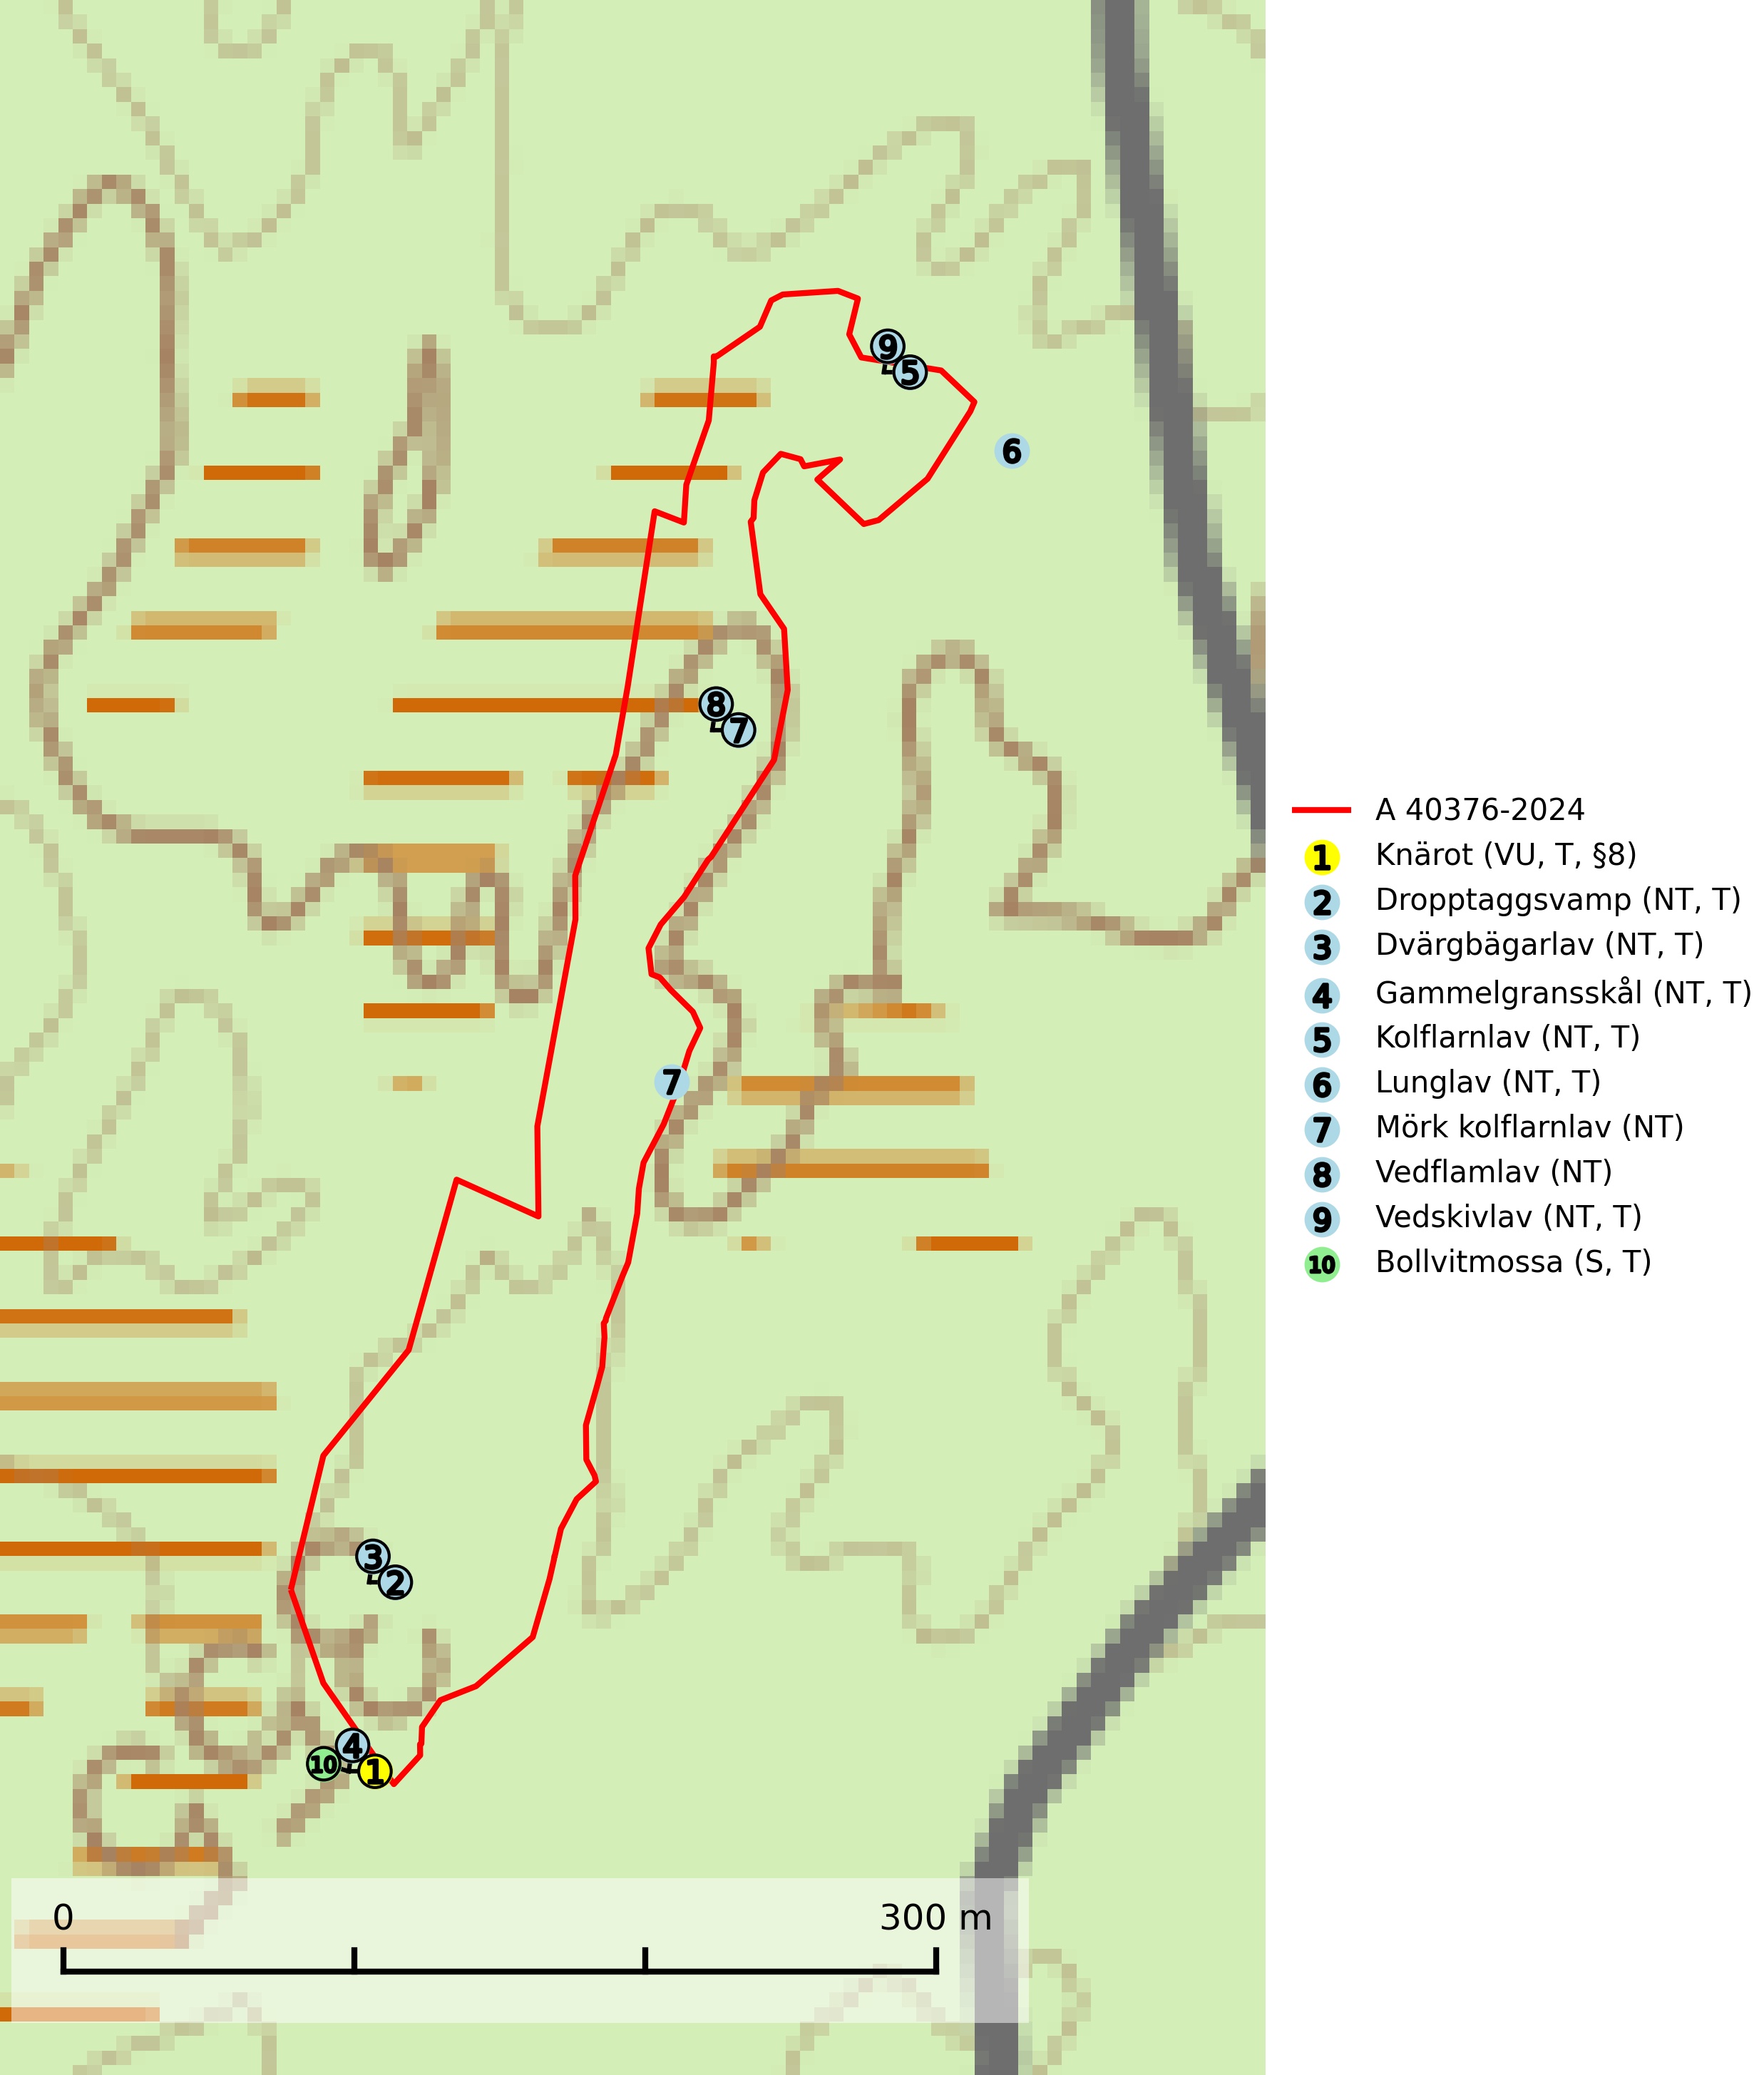 9
5
6
8
7
7
3
2
4
10
1
0 300 m
A 40376-2024
1 Knärot (VU, T, §8)
2 Dropptaggsvamp (NT, T)
3 Dvärgbägarlav (NT, T)
4 Gammelgransskål (NT, T)
5 Kolflarnlav (NT, T)
6 Lunglav (NT, T)
7 Mörk kolflarnlav (NT)
8 Vedflamlav (NT)
9 Vedskivlav (NT, T)
10 Bollvitmossa (S, T)